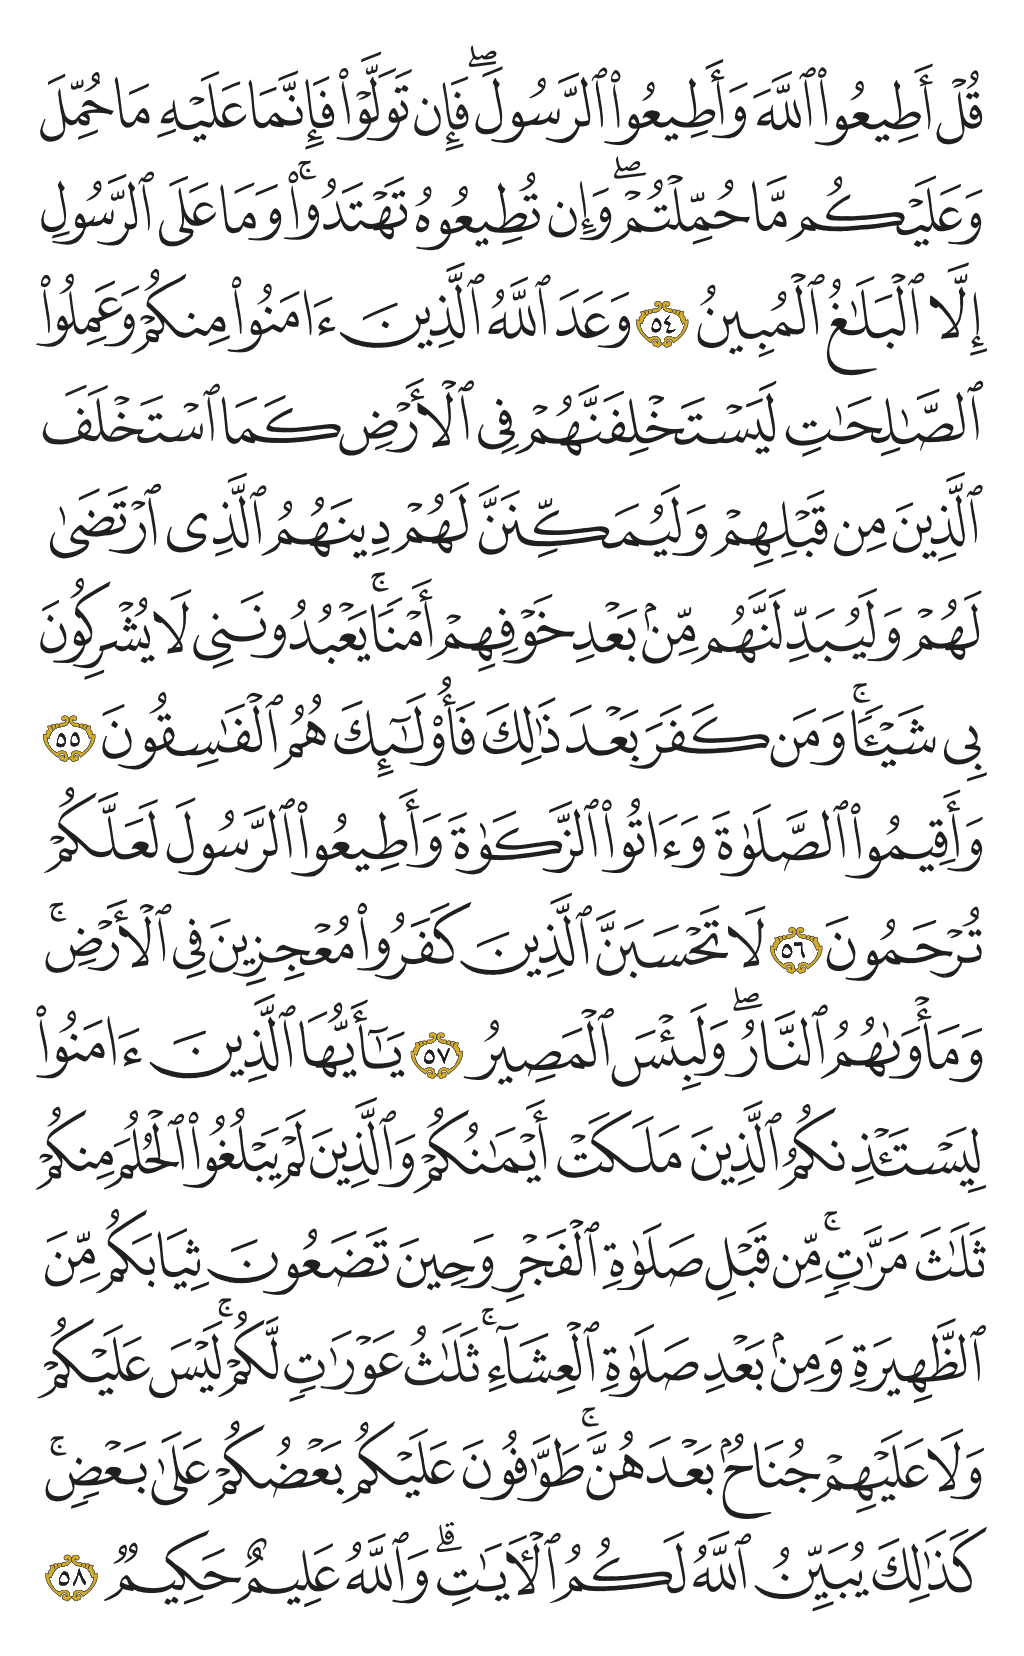 قُلۡ أَطِيعُواْ ٱللَّهَ وَأَطِيعُواْ ٱلرَّسُولَۖ فَإِن تَوَلَّوۡاْ فَإِنَّمَا عَلَيۡهِ مَا حُمِّلَ
وَعَلَيۡكُم مَّا حُمِّلۡتُمۡۖ وَإِن تُطِيعُوهُ تَهۡتَدُواْۚ وَمَا عَلَى ٱلرَّسُولِ
إِلَّا ٱلۡبَلَٰغُ ٱلۡمُبِينُ ٥٤ وَعَدَ ٱللَّهُ ٱلَّذِينَ ءَامَنُواْ مِنكُمۡ وَعَمِلُواْ
ٱلصَّٰلِحَٰتِ لَيَسۡتَخۡلِفَنَّهُمۡ فِي ٱلۡأَرۡضِ كَمَا ٱسۡتَخۡلَفَ
ٱلَّذِينَ مِن قَبۡلِهِمۡ وَلَيُمَكِّنَنَّ لَهُمۡ دِينَهُمُ ٱلَّذِي ٱرۡتَضَىٰ
لَهُمۡ وَلَيُبَدِّلَنَّهُم مِّنۢ بَعۡدِ خَوۡفِهِمۡ أَمۡنٗاۚ يَعۡبُدُونَنِي لَا يُشۡرِكُونَ
بِي شَيۡـٔٗاۚ وَمَن كَفَرَ بَعۡدَ ذَٰلِكَ فَأُوْلَٰٓئِكَ هُمُ ٱلۡفَٰسِقُونَ ٥٥
وَأَقِيمُواْ ٱلصَّلَوٰةَ وَءَاتُواْ ٱلزَّكَوٰةَ وَأَطِيعُواْ ٱلرَّسُولَ لَعَلَّكُمۡ
تُرۡحَمُونَ ٥٦ لَا تَحۡسَبَنَّ ٱلَّذِينَ كَفَرُواْ مُعۡجِزِينَ فِي ٱلۡأَرۡضِۚ
وَمَأۡوَىٰهُمُ ٱلنَّارُۖ وَلَبِئۡسَ ٱلۡمَصِيرُ ٥٧ يَٰٓأَيُّهَا ٱلَّذِينَ ءَامَنُواْ
لِيَسۡتَـٔۡذِنكُمُ ٱلَّذِينَ مَلَكَتۡ أَيۡمَٰنُكُمۡ وَٱلَّذِينَ لَمۡ يَبۡلُغُواْ ٱلۡحُلُمَ مِنكُمۡ
ثَلَٰثَ مَرَّٰتٖۚ مِّن قَبۡلِ صَلَوٰةِ ٱلۡفَجۡرِ وَحِينَ تَضَعُونَ ثِيَابَكُم مِّنَ
ٱلظَّهِيرَةِ وَمِنۢ بَعۡدِ صَلَوٰةِ ٱلۡعِشَآءِۚ ثَلَٰثُ عَوۡرَٰتٖ لَّكُمۡۚ لَيۡسَ عَلَيۡكُمۡ
وَلَا عَلَيۡهِمۡ جُنَاحُۢ بَعۡدَهُنَّۚ طَوَّٰفُونَ عَلَيۡكُم بَعۡضُكُمۡ عَلَىٰ بَعۡضٖۚ
كَذَٰلِكَ يُبَيِّنُ ٱللَّهُ لَكُمُ ٱلۡأٓيَٰتِۗ وَٱللَّهُ عَلِيمٌ حَكِيمٞ ٥٨